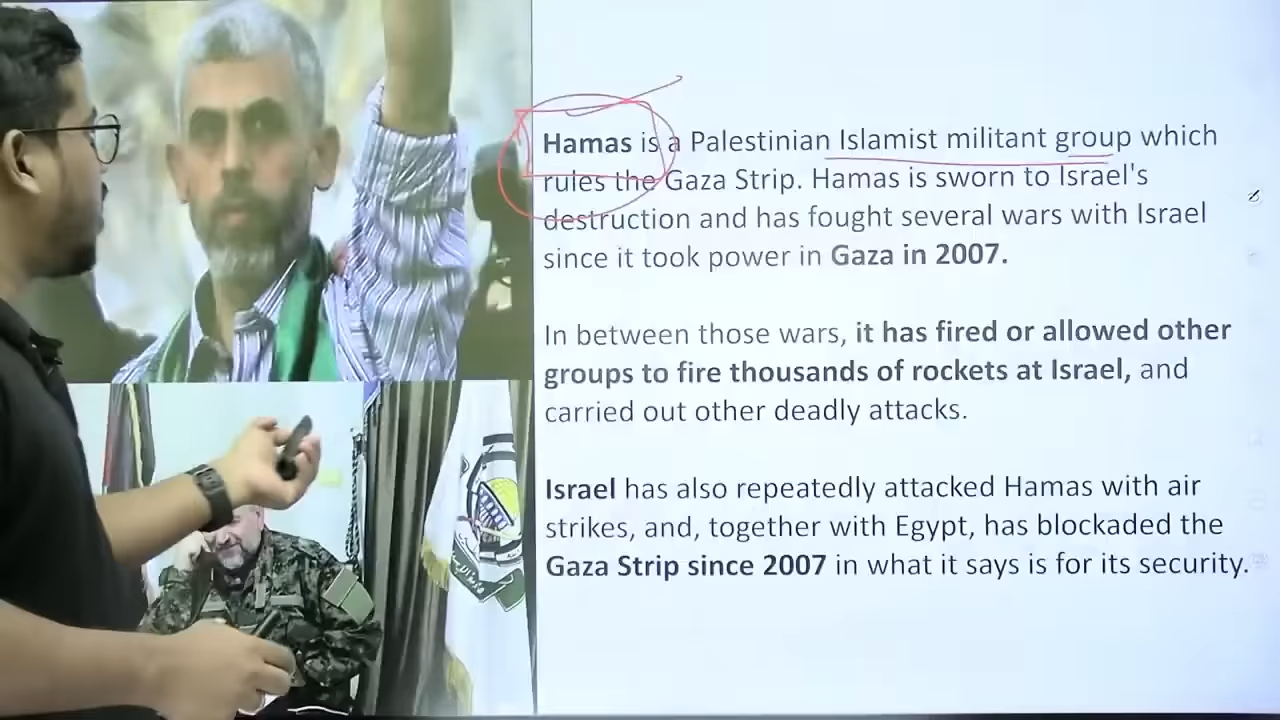 Hamas is a Palestinian Islamist militant group which
rules the Gaza Strip. Hamas is sworn to Israel's
destruction and has fought several wars with Israel
since it took power in Gaza in 2007.
In between those wars, it has fired or allowed other
groups to fire thousands of rockets at Israel, and
carried out other deadly attacks.
Israel has also repeatedly attacked Hamas with air
strikes, and, together with Egypt, has blockaded the
Gaza Strip since 2007 in what it says is for its security.